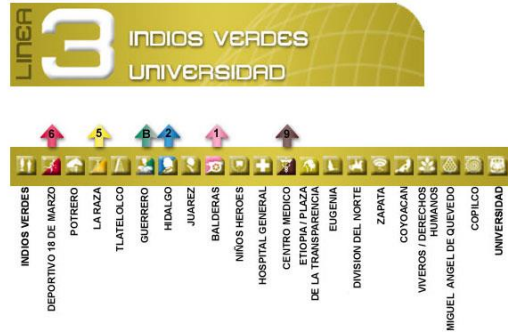 LINEA
3
INDIOS VERDES
UNIVERSIDAD
6
5
B
2
1
9
INDIOS VERDES
DEPORTIVO 18 DE MARZO
POTRERO
LA RAZA
TLATELOLCO
GUERRERO
HIDALGO
JUAREZ
BALDERAS
NIÑOS HEROES
HOSPITAL GENERAL
CENTRO MEDICO
ETIOPIA / PLAZA
DE LA TRANSPARENCIA
EUGENIA
DIVISION DEL NORTE
ZAPATA
COYOACAN
VIVEROS / DERECHOS
HUMANOS
MIGUEL ANGEL DE QUEVEDO
COPILCO
UNIVERSIDAD